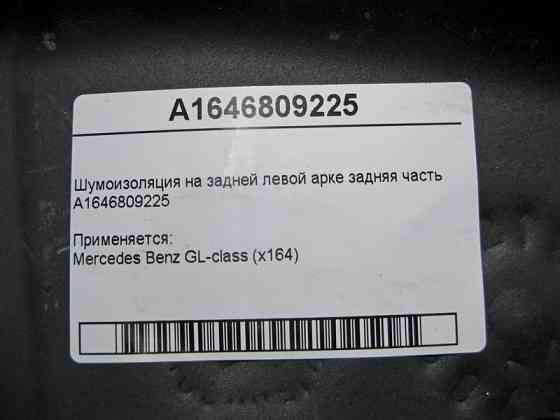 A1646809225
Шумоизоляция на задней левой арке задняя часть
A1646809225
Применяется:
Mercedes Benz GL-class (x164)